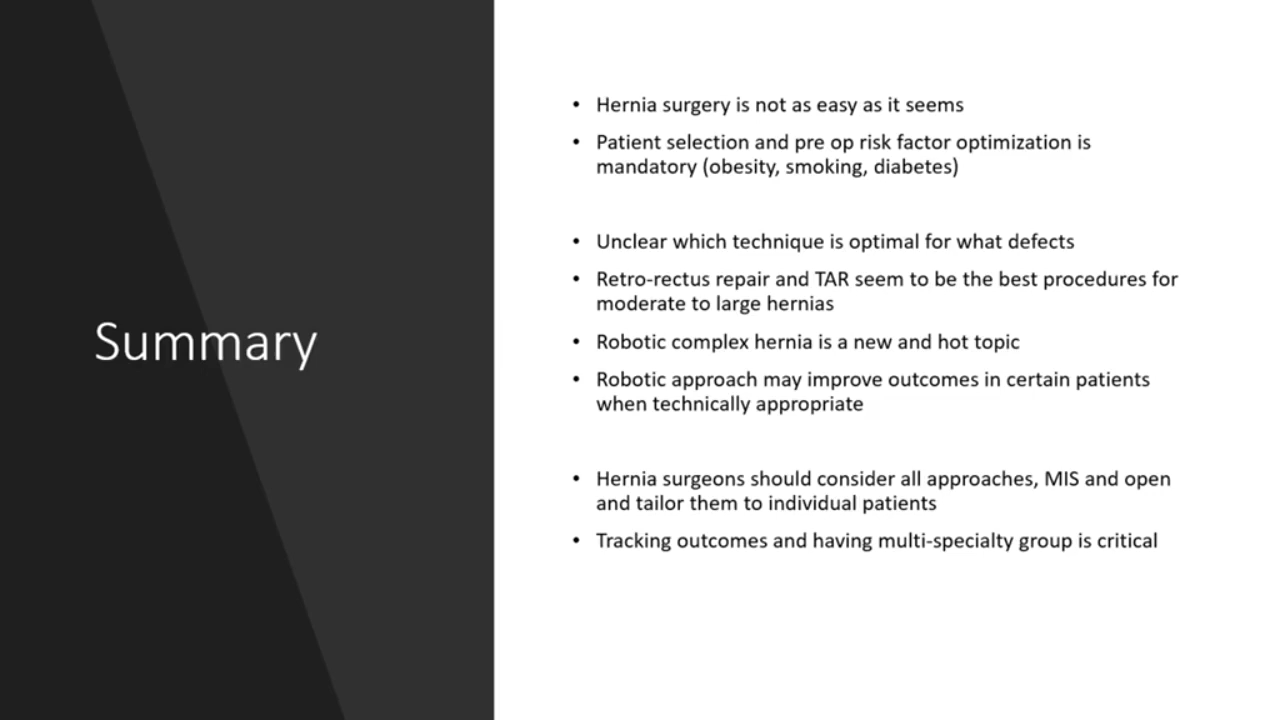 Summary
• Hernia surgery is not as easy as it seems
• Patient selection and pre op risk factor optimization is
mandatory (obesity, smoking, diabetes)
• Unclear which technique is optimal for what defects
• Retro-rectus repair and TAR seem to be the best procedures for
moderate to large hernias
• Robotic complex hernia is a new and hot topic
• Robotic approach may improve outcomes in certain patients
when technically appropriate
• Hernia surgeons should consider all approaches, MIS and open
and tailor them to individual patients
• Tracking outcomes and having multi-specialty group is critical